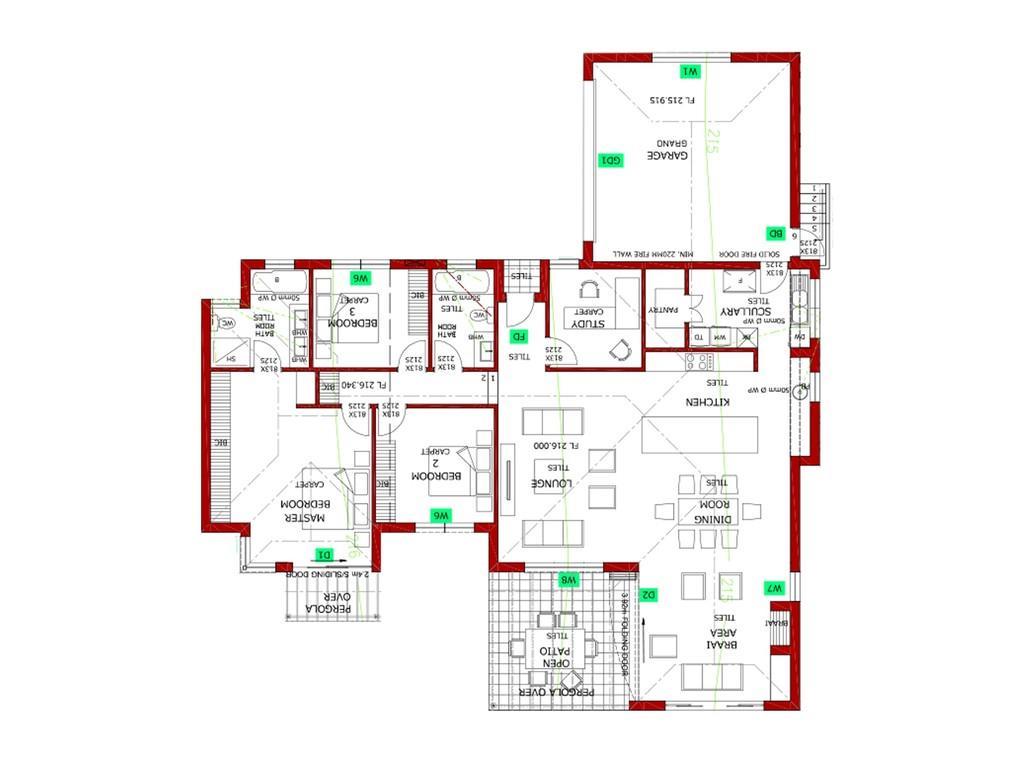 W1
FL 215.915
215
GARAGE
GRANO
GD1
1
2
3
4
5
6
BD
813X
2125
MIN. 220MM FIRE WALL
SOLID FIRE DOOR
813X
2125
B
50mm Ø WP
WC
BATH
ROOM
TILES
WHB
WHB
SH
813X
2125
W6
BEDROOM
3
CARPET
BIC
813X
2125
B
50mm Ø WP
WC
BATH
ROOM
TILES
WHB
813X
2125
TILES
FD
TILES
STUDY
CARPET
813X
2125
PANTRY
F
SCULLARY
TILES
50mm Ø WP
TD
WM
DW
BIC
FL 216.340
2
1
813X
2125
813X
2125
BIC
MASTER
BEDROOM
CARPET
216
D1
2.4m S/SLIDING DOOR
PERGOLA
OVER
BIC
BEDROOM
2
CARPET
W6
FL 216.000
TILES
LOUNGE
KITCHEN
TILES
50mm Ø WP
PB
TILES
DINING
ROOM
W8
D2
3.92m FOLDING DOOR
215
W7
BRAAI
TILES
BRAAI
AREA
OPEN
PATIO
TILES
PERGOLA OVER